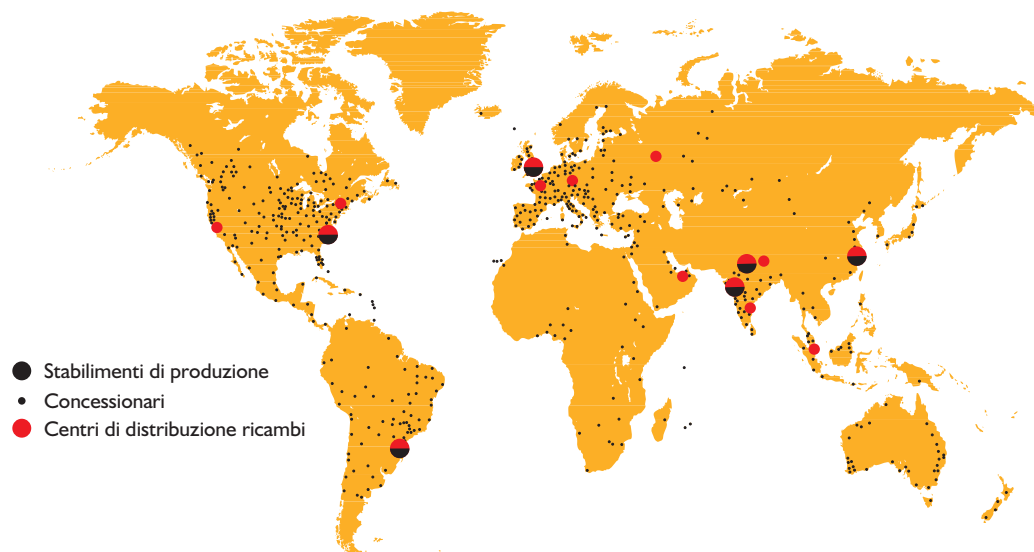 Stabilimenti di produzione
Concessionari
Centri di distribuzione ricambi